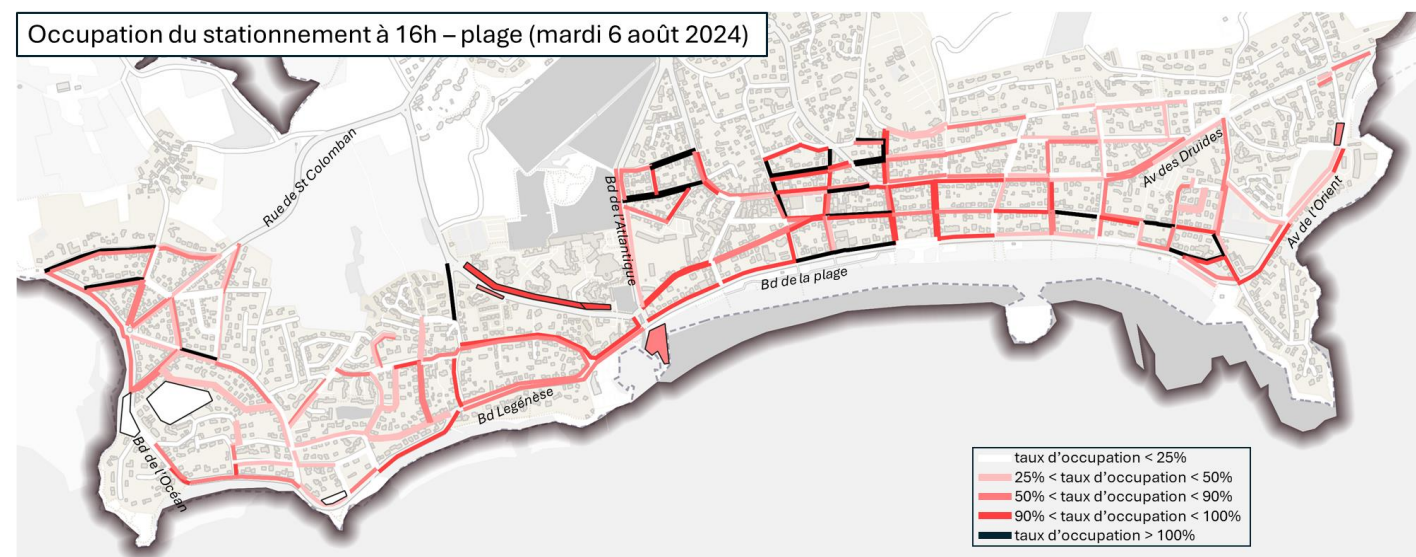 Occupation du stationnement à 16h – plage (mardi 6 août 2024)
Rue de St Colomban
Bd de l'Atlantique
Av des Druides
Av de l'Orient
Bd de la plage
Bd Legénèse
Bd de l'Océan
taux d'occupation < 25%
25% < taux d'occupation < 50%
50% < taux d'occupation < 90%
90% < taux d'occupation < 100%
taux d'occupation > 100%